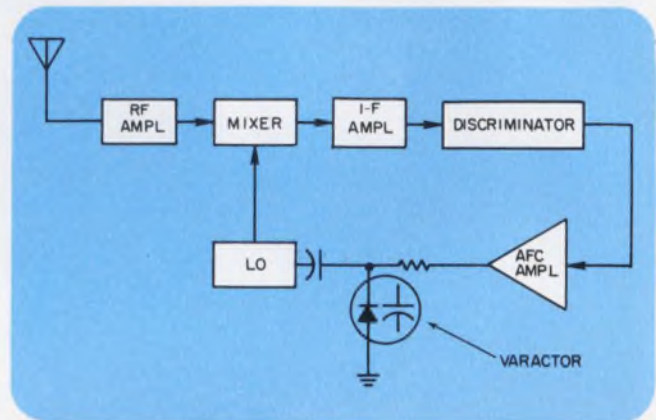 RF
AMPL
MIXER
I-F
AMPL
DISCRIMINATOR
LO
AFC
AMPL
VARACTOR